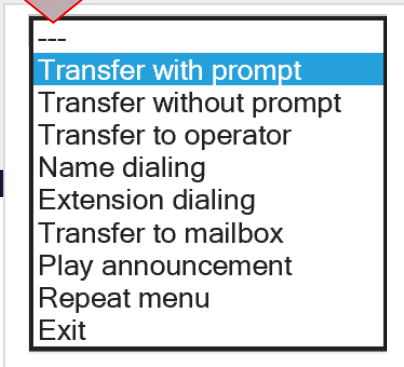 ---
Transfer with prompt
Transfer without prompt
Transfer to operator
Name dialing
Extension dialing
Transfer to mailbox
Play announcement
Repeat menu
Exit